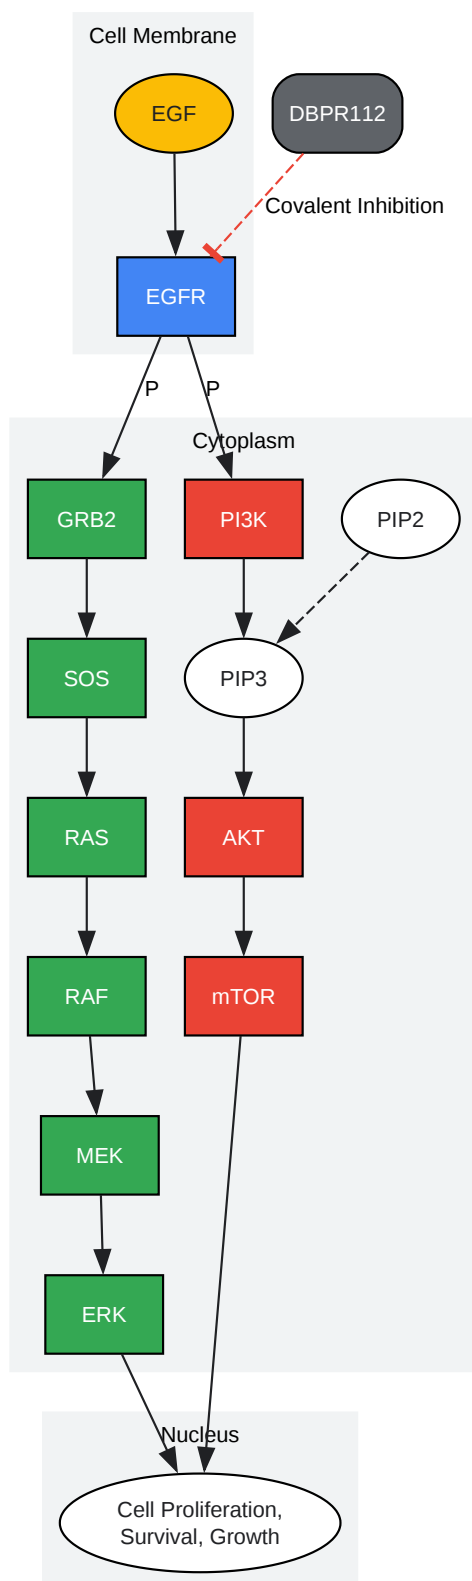 Cell Membrane
EGF
DBPR112
Covalent Inhibition
EGFR
P
P
Cytoplasm
GRB2
PI3K
PIP2
SOS
PIP3
RAS
AKT
RAF
mTOR
MEK
ERK
Nucleus
Cell Proliferation,
Survival, Growth